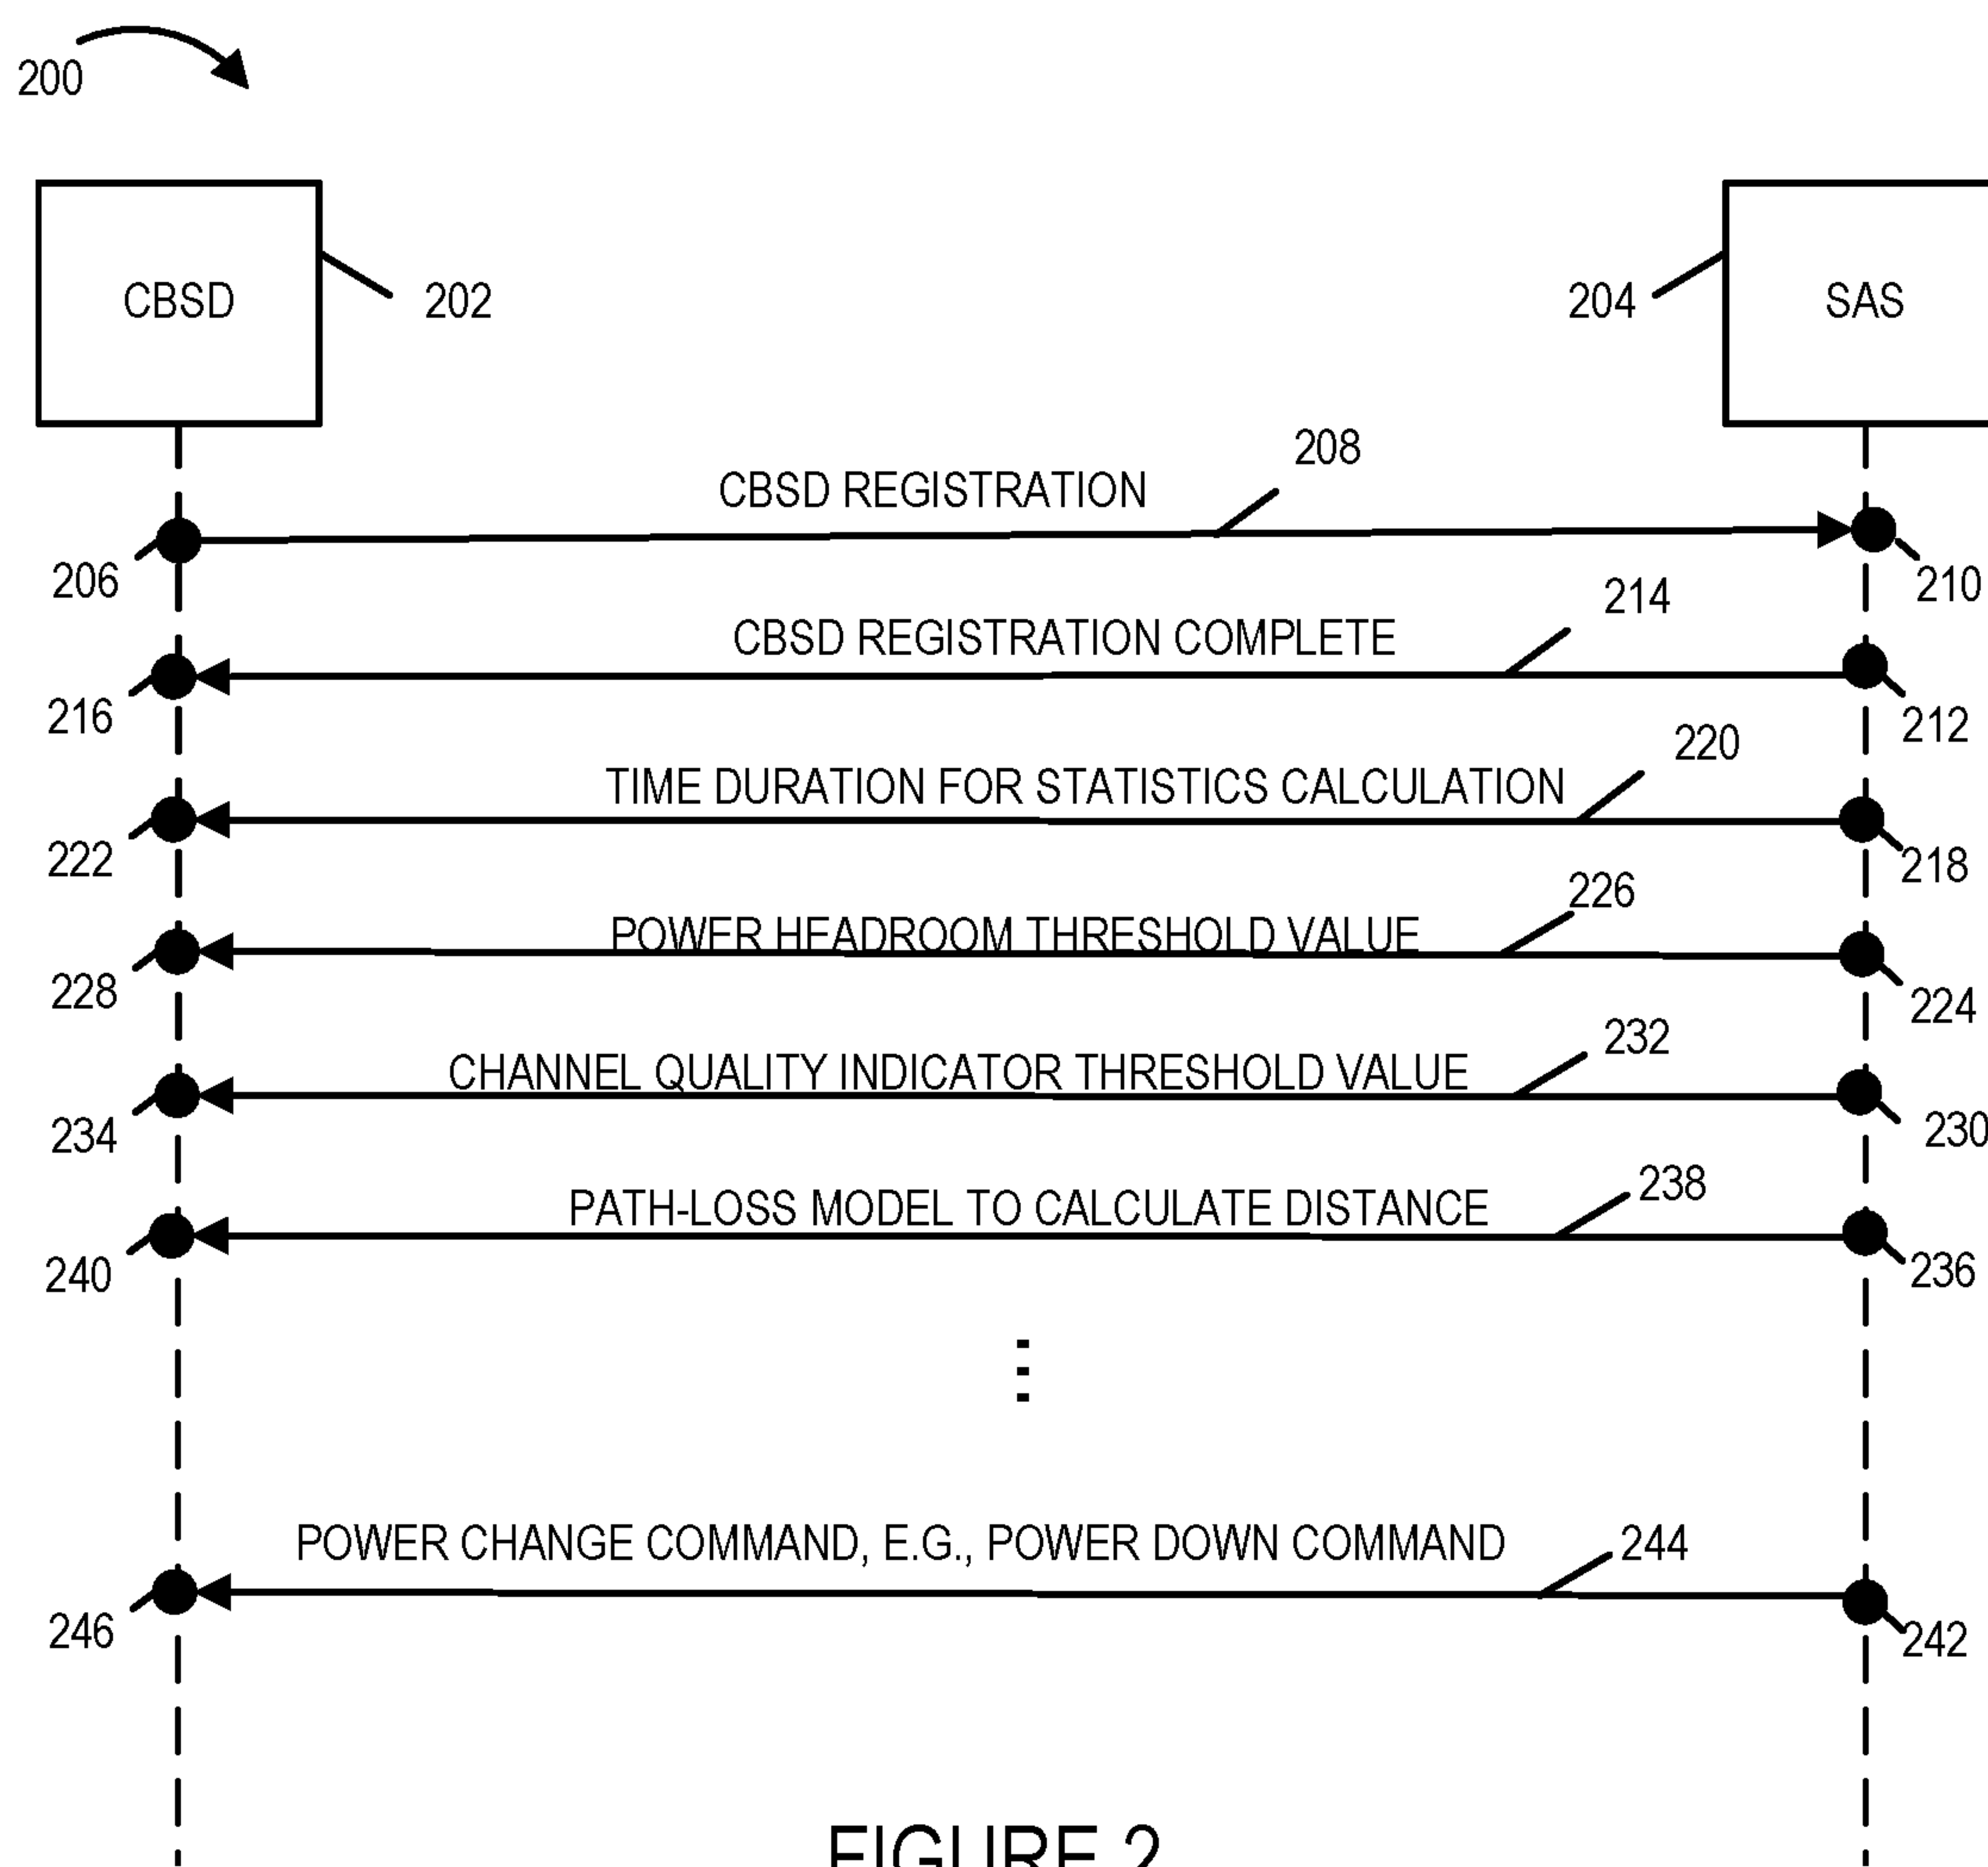 200
CBSD
202
204
SAS
208
CBSD REGISTRATION
206
210
214
CBSD REGISTRATION COMPLETE
216
212
220
TIME DURATION FOR STATISTICS CALCULATION
222
218
226
POWER HEADROOM THRESHOLD VALUE
228
224
232
CHANNEL QUALITY INDICATOR THRESHOLD VALUE
234
230
238
PATH-LOSS MODEL TO CALCULATE DISTANCE
240
236
POWER CHANGE COMMAND, E.G., POWER DOWN COMMAND
244
246
242
FIGURE 2